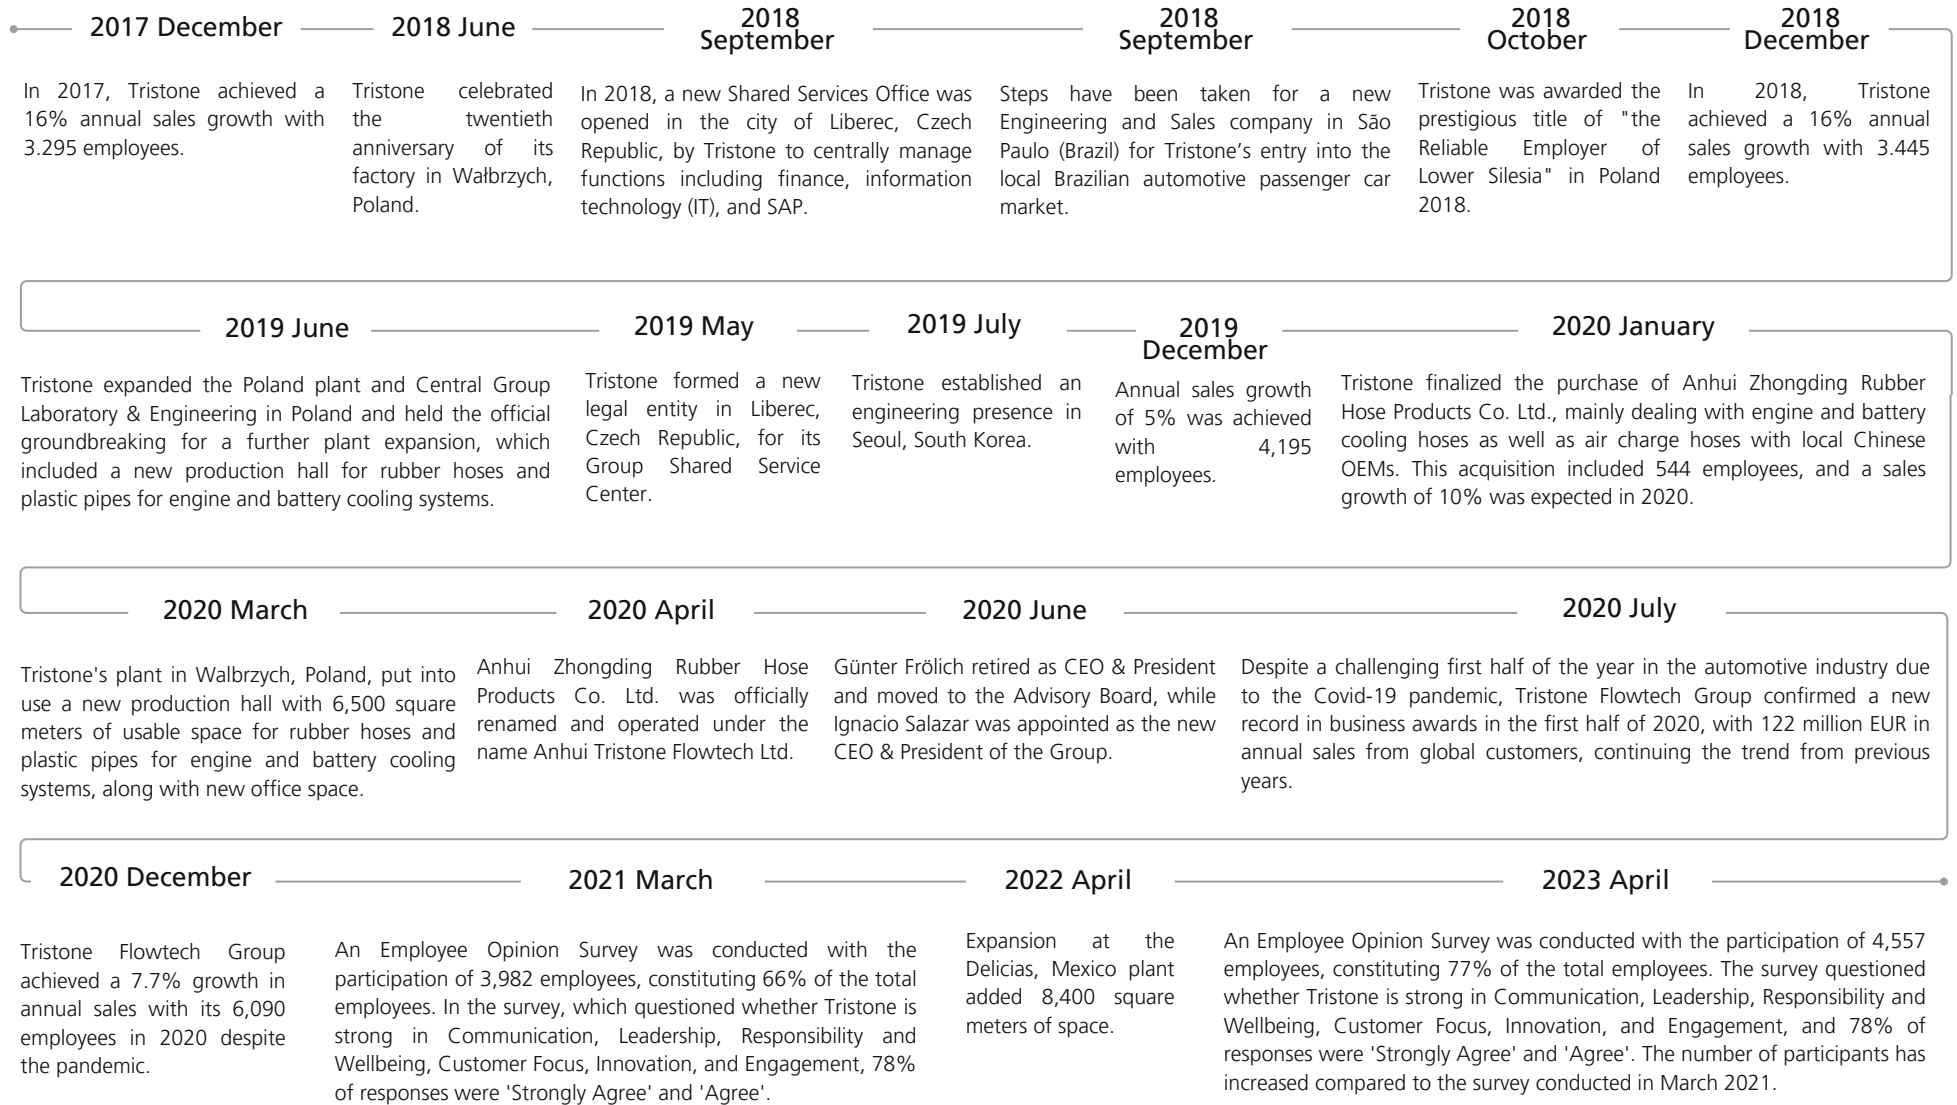 2017 December
In 2017, Tristone achieved a
16% annual sales growth with
3.295 employees.
2018 June
Tristone celebrated
the twentieth
anniversary of its
factory in Wałbrzych,
Poland.
2018
September
In 2018, a new Shared Services Office was
opened in the city of Liberec, Czech
Republic, by Tristone to centrally manage
functions including finance, information
technology (IT), and SAP.
2018
September
Steps have been taken for a new
Engineering and Sales company in São
Paulo (Brazil) for Tristone’s entry into the
local Brazilian automotive passenger car
market.
2018
October
Tristone was awarded the
prestigious title of "the
Reliable Employer of
Lower Silesia" in Poland
2018.
2018
December
In 2018, Tristone
achieved a 16% annual
sales growth with 3.445
employees.
2019 June
Tristone expanded the Poland plant and Central Group
Laboratory & Engineering in Poland and held the official
groundbreaking for a further plant expansion, which
included a new production hall for rubber hoses and
plastic pipes for engine and battery cooling systems.
2019 May
Tristone formed a new
legal entity in Liberec,
Czech Republic, for its
Group Shared Service
Center.
2019 July
Tristone established an
engineering presence in
Seoul, South Korea.
2019
December
Annual sales growth
of 5% was achieved
with 4,195
employees.
2020 January
Tristone finalized the purchase of Anhui Zhongding Rubber
Hose Products Co. Ltd., mainly dealing with engine and battery
cooling hoses as well as air charge hoses with local Chinese
OEMs. This acquisition included 544 employees, and a sales
growth of 10% was expected in 2020.
2020 March
Tristone's plant in Walbrzych, Poland, put into
use a new production hall with 6,500 square
meters of usable space for rubber hoses and
plastic pipes for engine and battery cooling
systems, along with new office space.
2020 April
Anhui Zhongding Rubber Hose
Products Co. Ltd. was officially
renamed and operated under the
name Anhui Tristone Flowtech Ltd.
2020 June
Günter Frölich retired as CEO & President
and moved to the Advisory Board, while
Ignacio Salazar was appointed as the new
CEO & President of the Group.
2020 July
Despite a challenging first half of the year in the automotive industry due
to the Covid-19 pandemic, Tristone Flowtech Group confirmed a new
record in business awards in the first half of 2020, with 122 million EUR in
annual sales from global customers, continuing the trend from previous
years.
2020 December
Tristone Flowtech Group
achieved a 7.7% growth in
annual sales with its 6,090
employees in 2020 despite
the pandemic.
2021 March
An Employee Opinion Survey was conducted with the
participation of 3,982 employees, constituting 66% of the total
employees. In the survey, which questioned whether Tristone is
strong in Communication, Leadership, Responsibility and
Wellbeing, Customer Focus, Innovation, and Engagement, 78%
of responses were 'Strongly Agree' and 'Agree'.
2022 April
Expansion at the
Delicias, Mexico plant
added 8,400 square
meters of space.
2023 April
An Employee Opinion Survey was conducted with the participation of 4,557
employees, constituting 77% of the total employees. The survey questioned
whether Tristone is strong in Communication, Leadership, Responsibility and
Wellbeing, Customer Focus, Innovation, and Engagement, and 78% of
responses were 'Strongly Agree' and 'Agree'. The number of participants has
increased compared to the survey conducted in March 2021.